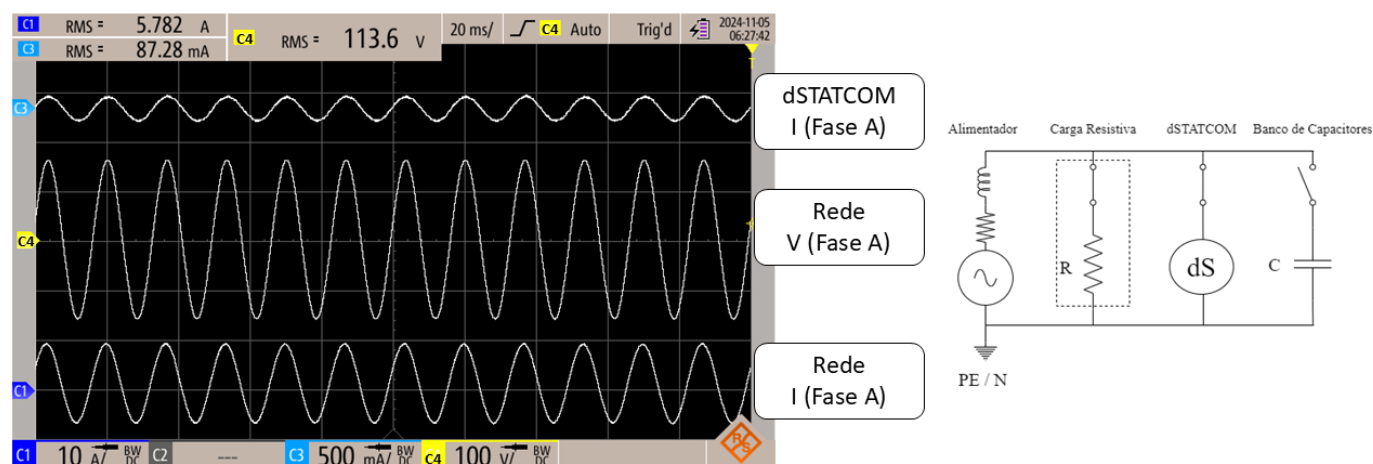 C1 RMS = 5.782 A
C3 RMS = 87.28 mA
C4 RMS = 113.6 V
20 ms/ C4 Auto Trig'd
2024-11-05
06:27:42
C3
T
C4
C1
dSTATCOM
I (Fase A)
Rede
V (Fase A)
Rede
I (Fase A)
C1 10 A/ BW DC C2 --- C3 500 mA/ BW DC C4 100 V/ BW DC
R&S
Alimentador Carga Resistiva dSTATCOM Banco de Capacitores
R
dS
C
PE / N